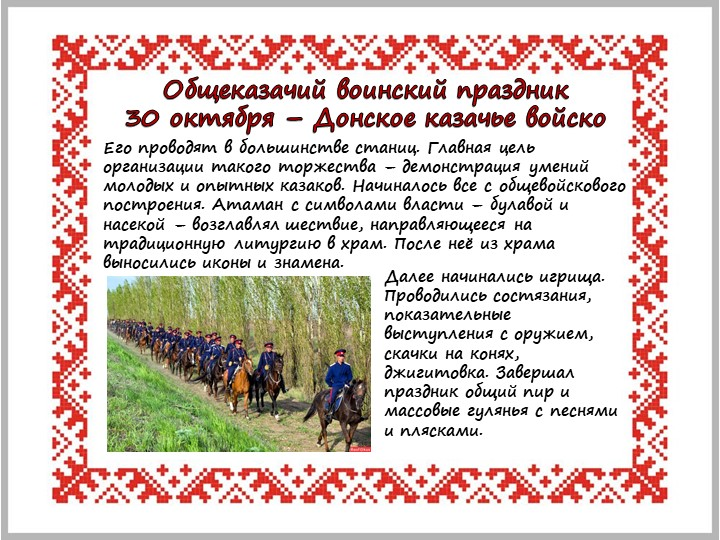 Общеказачий воинский праздник
30 октября – Донское казачье войско
Его проводят в большинстве станиц. Главная цель
организации такого торжества – демонстрация умений
молодых и опытных казаков. Начиналось все с общевойскового
построения. Атаман с символами власти – булавой и
насекой – возглавлял шествие, направляющееся на
традиционную литургию в храм. После неё из храма
выносились иконы и знамена.
Далее начинались игрища.
Проводились состязания,
показательные
выступления с оружием,
скачки на конях,
джигитовка. Завершал
праздник общий пир и
массовые гулянья с песнями
и плясками.